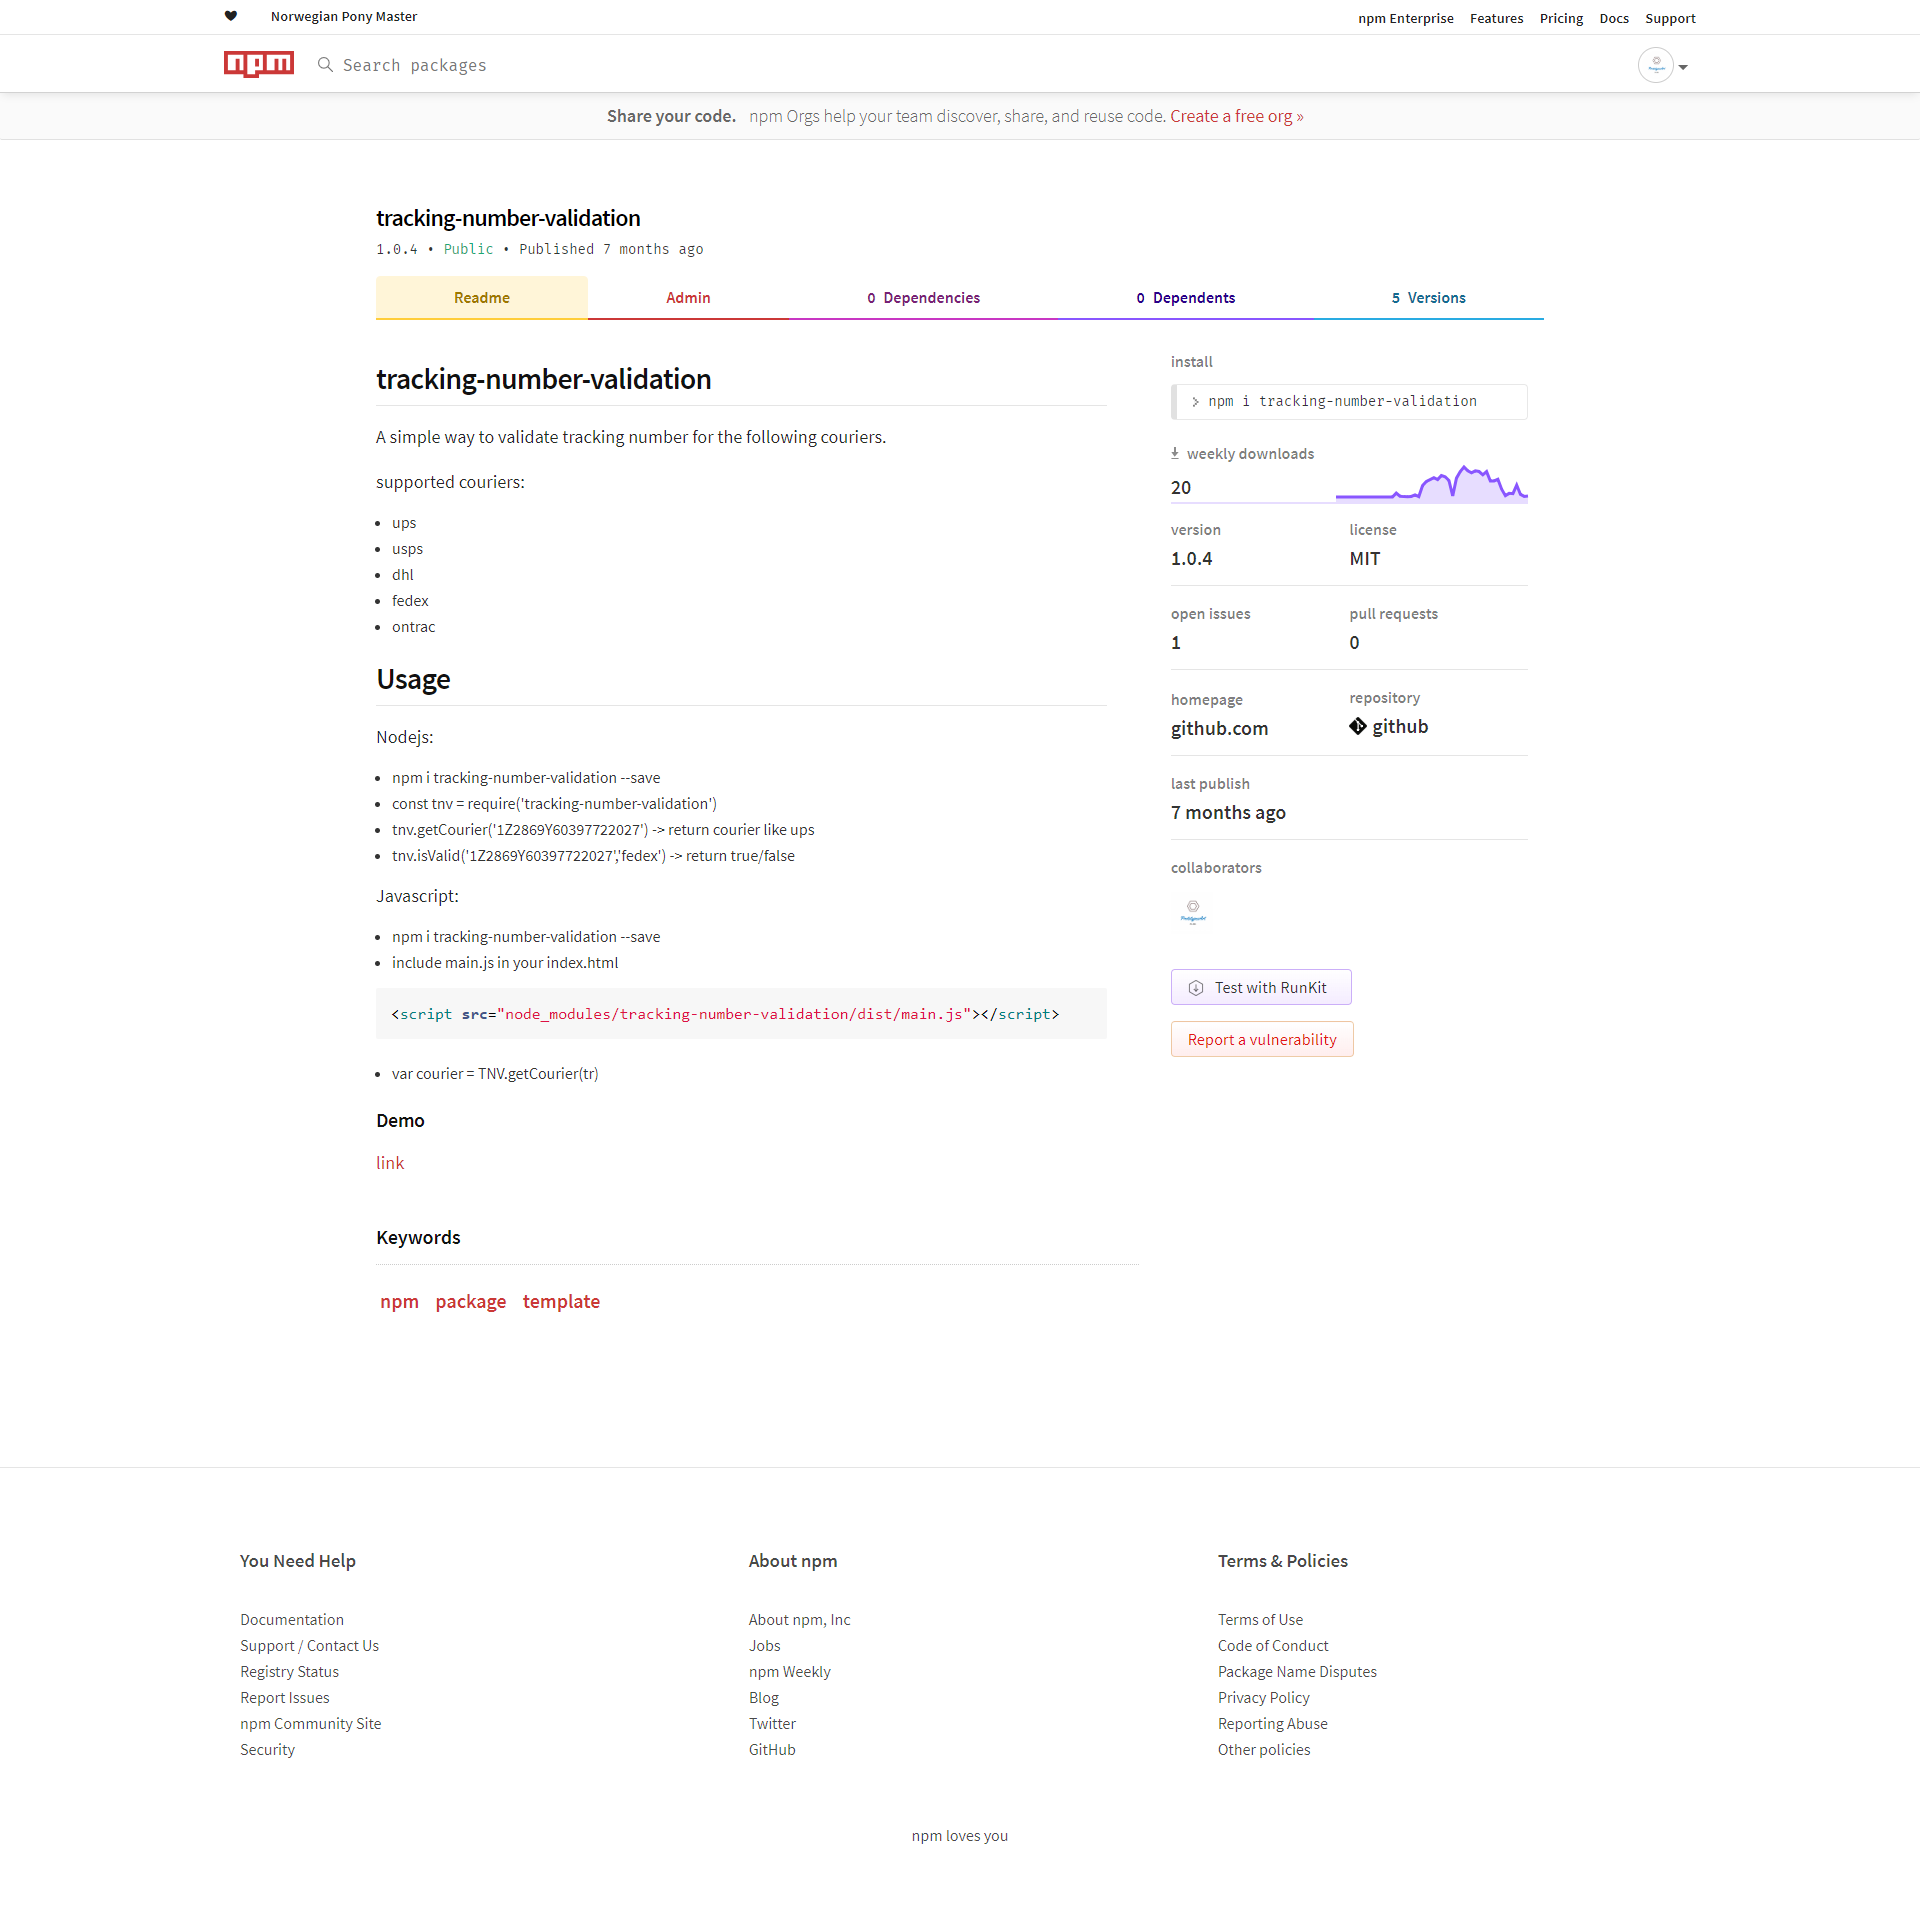 Norwegian Pony Master
npm Enterprise Features Pricing Docs Support
npm
Search packages
Share your code. npm Orgs help your team discover, share, and reuse code. Create a free org »
tracking-number-validation
1.0.4 • Public • Published 7 months ago
Readme
Admin
0 Dependencies
0 Dependents
5 Versions
tracking-number-validation
A simple way to validate tracking number for the following couriers.
supported couriers:
ups
usps
dhl
fedex
ontrac
Usage
Nodejs:
npm i tracking-number-validation --save
const tnv = require('tracking-number-validation')
tnv.getCourier('1Z2869Y60397722027') -> return courier like ups
tnv.isValid('1Z2869Y60397722027','fedex') -> return true/false
Javascript:
npm i tracking-number-validation --save
include main.js in your index.html
<script src="node_modules/tracking-number-validation/dist/main.js"></script>
var courier = TNV.getCourier(tr)
Demo
link
Keywords
npm package template
install
> npm i tracking-number-validation
weekly downloads
20
version
1.0.4
license
MIT
open issues
1
pull requests
0
homepage
github.com
repository
github
last publish
7 months ago
collaborators
Test with RunKit
Report a vulnerability
You Need Help
Documentation
Support / Contact Us
Registry Status
Report Issues
npm Community Site
Security
About npm
About npm, Inc
Jobs
npm Weekly
Blog
Twitter
GitHub
Terms & Policies
Terms of Use
Code of Conduct
Package Name Disputes
Privacy Policy
Reporting Abuse
Other policies
npm loves you